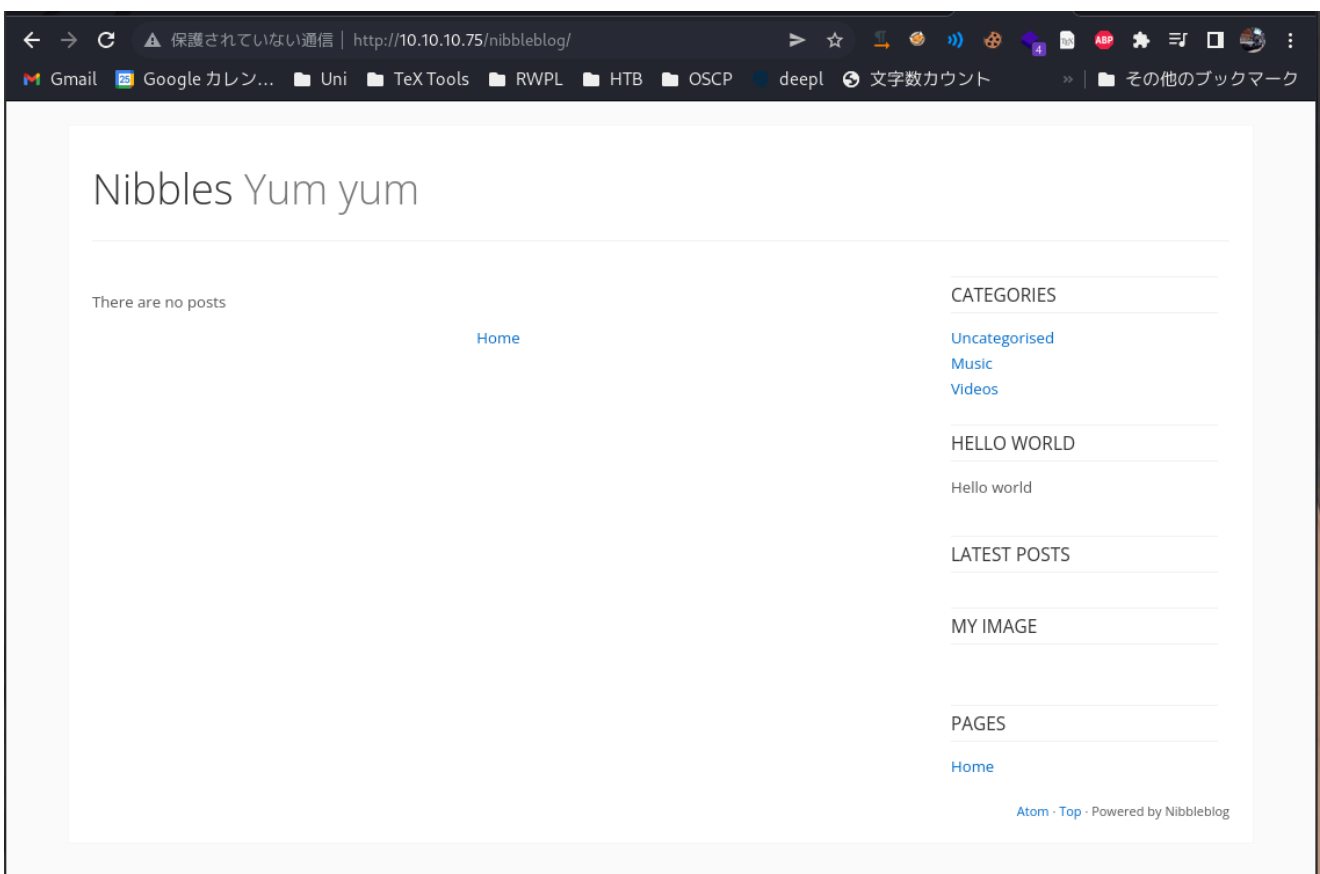 保護されていない通信 | http://10.10.10.75/nibbleblog/
4
ABP
Gmail 23 Google カレン... Uni TeX Tools RWPL HTB OSCP deepl 文字数カウント » その他のブックマーク
Nibbles Yum yum
There are no posts
Home
CATEGORIES
Uncategorised
Music
Videos
HELLO WORLD
Hello world
LATEST POSTS
MY IMAGE
PAGES
Home
Atom · Top · Powered by Nibbleblog